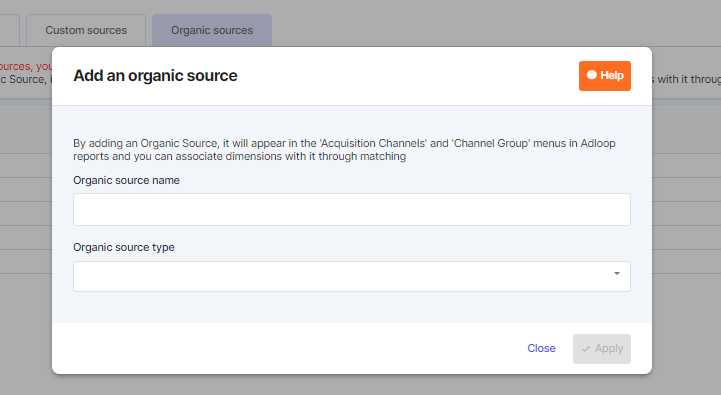 Custom sources
Organic sources
ources, you
c Source, i
s with it throug
Add an organic source
Help
By adding an Organic Source, it will appear in the 'Acquisition Channels' and 'Channel Group' menus in Adloop
reports and you can associate dimensions with it through matching
Organic source name
Organic source type
Close
Apply